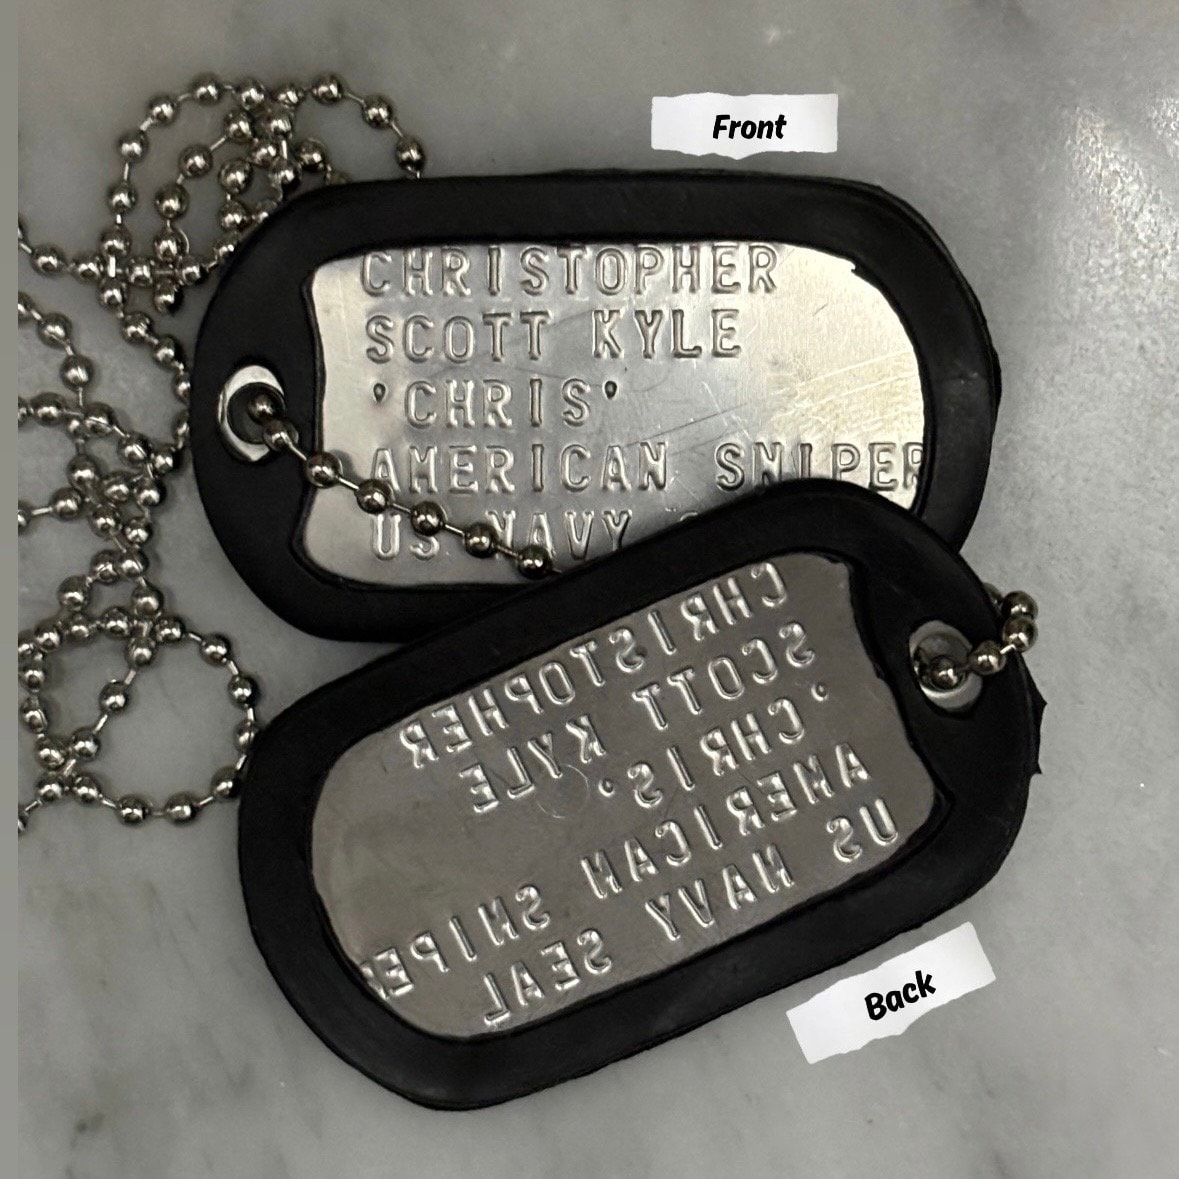 Front
CHRISTOPHER
SCOTT KYLE
'CHRIS'
AMERICAN SNIPER
US NAVY
CHRISTOPHER
SCOTT KYLE
'CHRIS'
AMERICAN SNIPER
US NAVY SEAL
Back